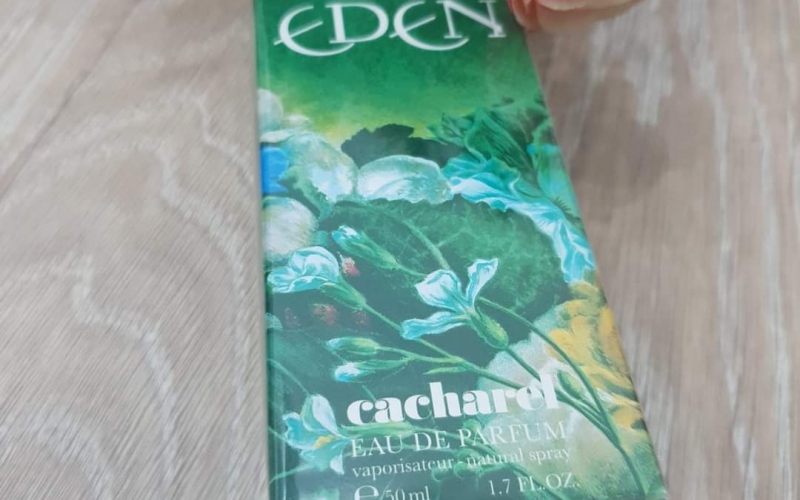 EDEN
cacharel
EAU DE PARFUM
vaporisateur - natural spray
℮ 50 ml 1.7 FL.OZ.